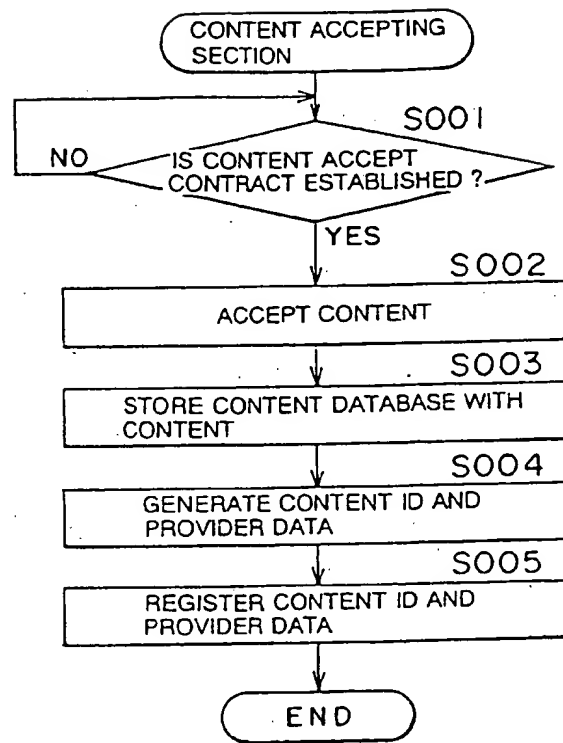 CONTENT ACCEPTING
SECTION
S001
NO
IS CONTENT ACCEPT
CONTRACT ESTABLISHED ?
YES
S002
ACCEPT CONTENT
S003
STORE CONTENT DATABASE WITH
CONTENT
S004
GENERATE CONTENT ID AND
PROVIDER DATA
S005
REGISTER CONTENT ID AND
PROVIDER DATA
END